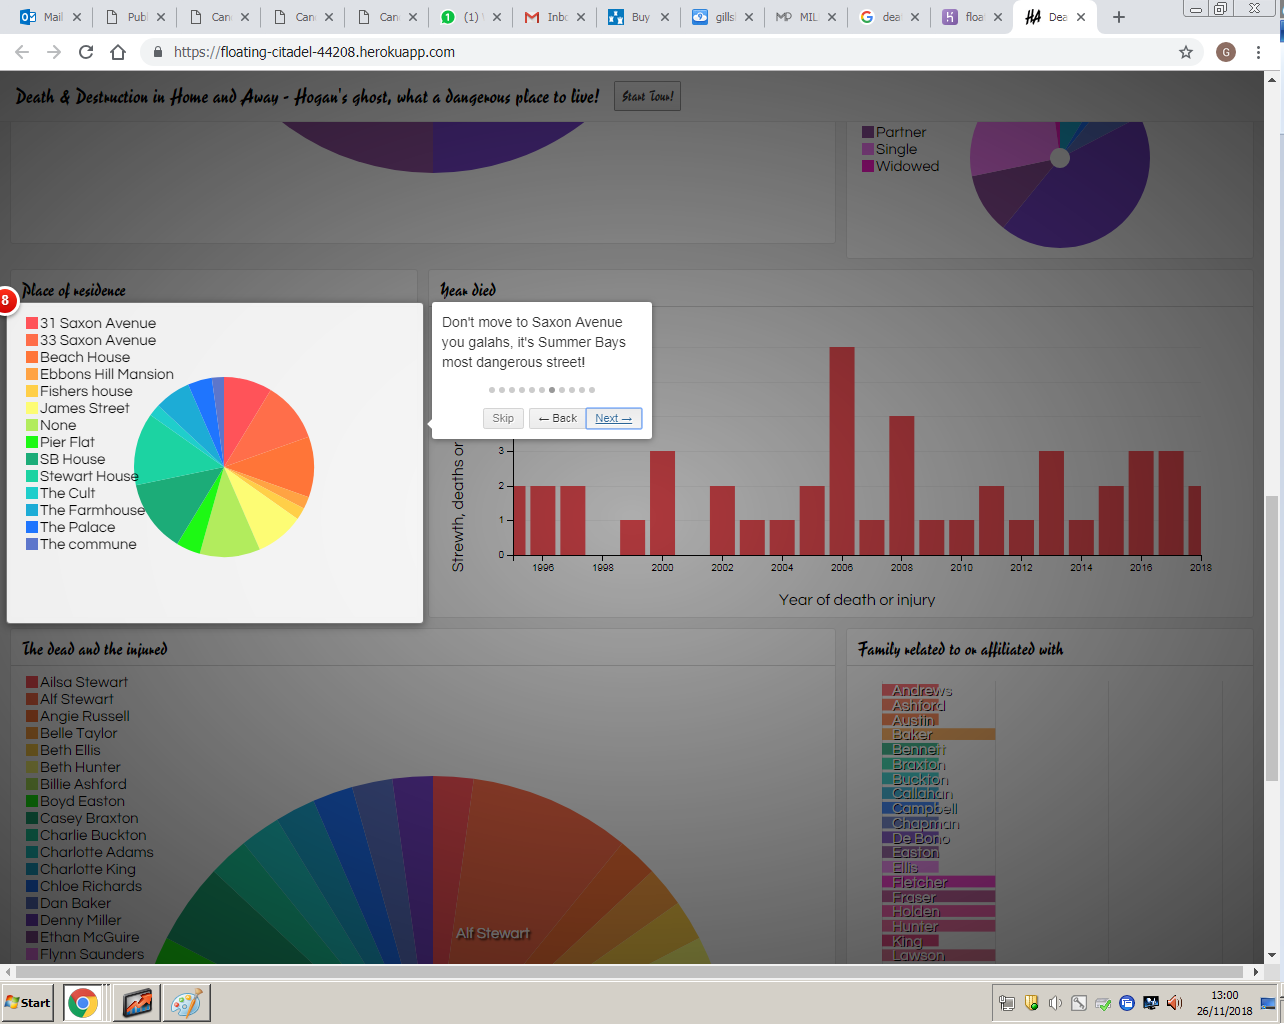 Mail
Publ
Canc
Canc
Canc
1
(1)
Inbo
Buy
gills
MP
MIL
deat
float
HA
Dea
https://floating-citadel-44208.herokuapp.com
G
Death & Destruction in Home and Away - Hogan's ghost, what a dangerous place to live!
Start Tour!
Partner
Single
Widowed
Place of residence
8
31 Saxon Avenue
33 Saxon Avenue
Beach House
Ebbons Hill Mansion
Fishers house
James Street
None
Pier Flat
SB House
Stewart House
The Cult
The Farmhouse
The Palace
The commune
Don't move to Saxon Avenue
you galahs, it's Summer Bays
most dangerous street!
Skip
← Back
Next →
Year died
Strewth, deaths or
3
2
1
0
1996
1998
2000
2002
2004
2006
2008
2010
2012
2014
2016
2018
Year of death or injury
The dead and the injured
Ailsa Stewart
Alf Stewart
Angie Russell
Belle Taylor
Beth Ellis
Beth Hunter
Billie Ashford
Boyd Easton
Casey Braxton
Charlie Buckton
Charlotte Adams
Charlotte King
Chloe Richards
Dan Baker
Denny Miller
Ethan McGuire
Flynn Saunders
Alf Stewart
Family related to or affiliated with
Andrews
Ashford
Austin
Baker
Bennett
Braxton
Buckton
Callahan
Campbell
Chapman
De Bono
Easton
Ellis
Fletcher
Fraser
Holden
Hunter
King
Lawson
Start
13:00
26/11/2018